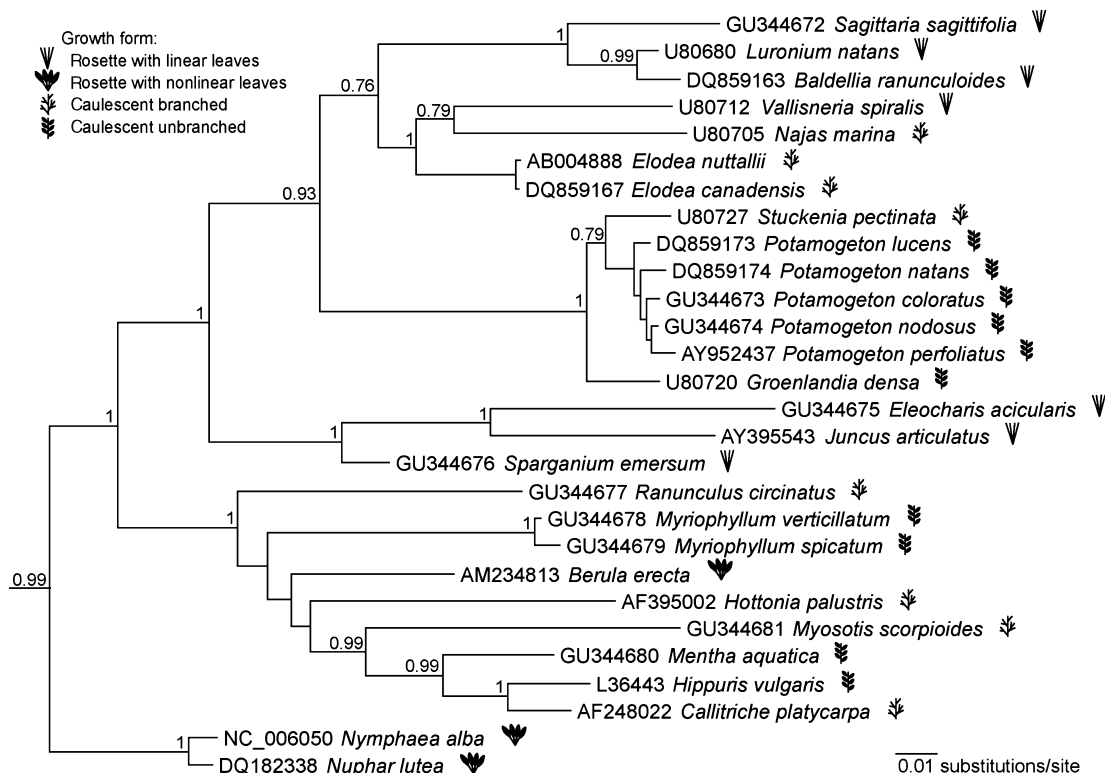 Growth form:
Rosette with linear leaves
Rosette with nonlinear leaves
Caulescent branched
Caulescent unbranched
GU344672 Sagittaria sagittifolia
1
U80680 Luronium natans
0.99
DQ859163 Baldellia ranunculoides
0.76
U80712 Vallisneria spiralis
0.79
U80705 Najas marina
1
AB004888 Elodea nuttallii
DQ859167 Elodea canadensis
0.93
U80727 Stuckenia pectinata
0.79
DQ859173 Potamogeton lucens
DQ859174 Potamogeton natans
1
GU344673 Potamogeton coloratus
1
GU344674 Potamogeton nodosus
AY952437 Potamogeton perfoliatus
U80720 Groenlandia densa
1
GU344675 Eleocharis acicularis
1
AY395543 Juncus articulatus
1
GU344676 Sparganium emersum
GU344677 Ranunculus circinatus
1
GU344678 Myriophyllum verticillatum
1
GU344679 Myriophyllum spicatum
AM234813 Berula erecta
0.99
AF395002 Hottonia palustris
GU344681 Myosotis scorpioides
0.99
GU344680 Mentha aquatica
0.99
L36443 Hippuris vulgaris
1
AF248022 Callitriche platycarpa
NC_006050 Nymphaea alba
1
DQ182338 Nuphar lutea
0.01 substitutions/site